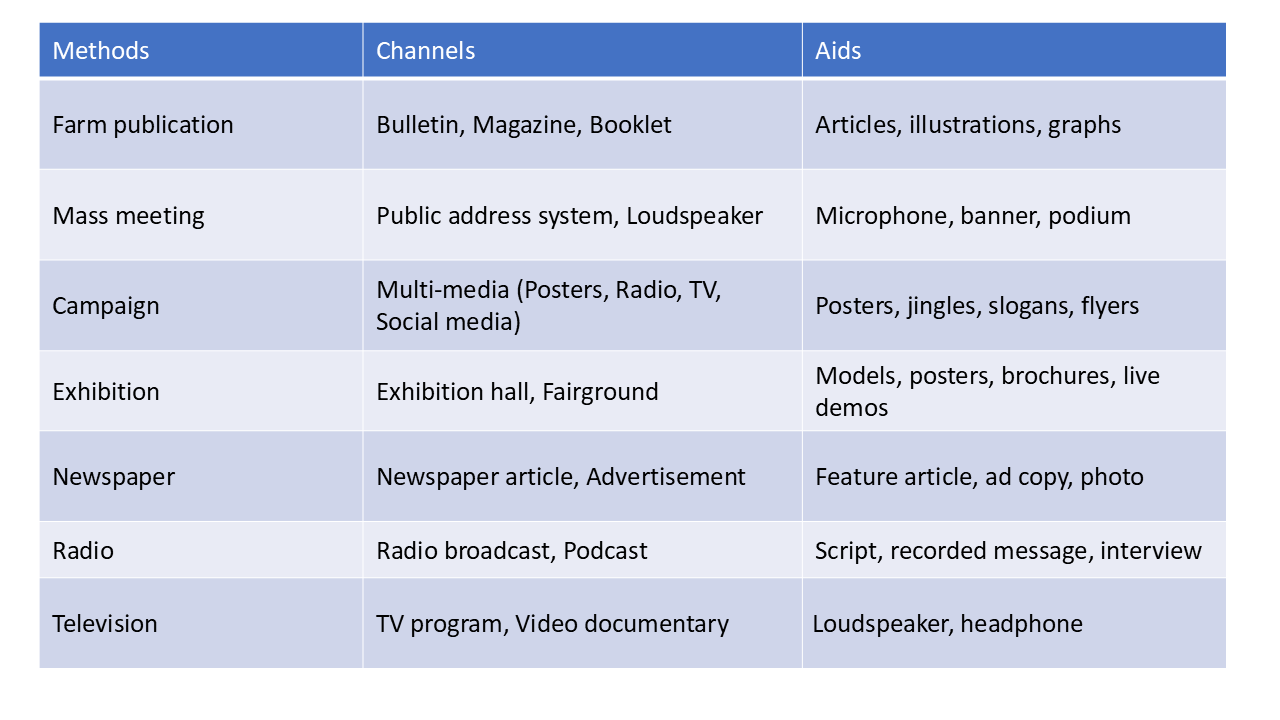 Methods Channels Aids
Farm publication Bulletin, Magazine, Booklet Articles, illustrations, graphs
Mass meeting Public address system, Loudspeaker Microphone, banner, podium
Campaign Multi-media (Posters, Radio, TV, Social media) Posters, jingles, slogans, flyers
Exhibition Exhibition hall, Fairground Models, posters, brochures, live demos
Newspaper Newspaper article, Advertisement Feature article, ad copy, photo
Radio Radio broadcast, Podcast Script, recorded message, interview
Television TV program, Video documentary Loudspeaker, headphone